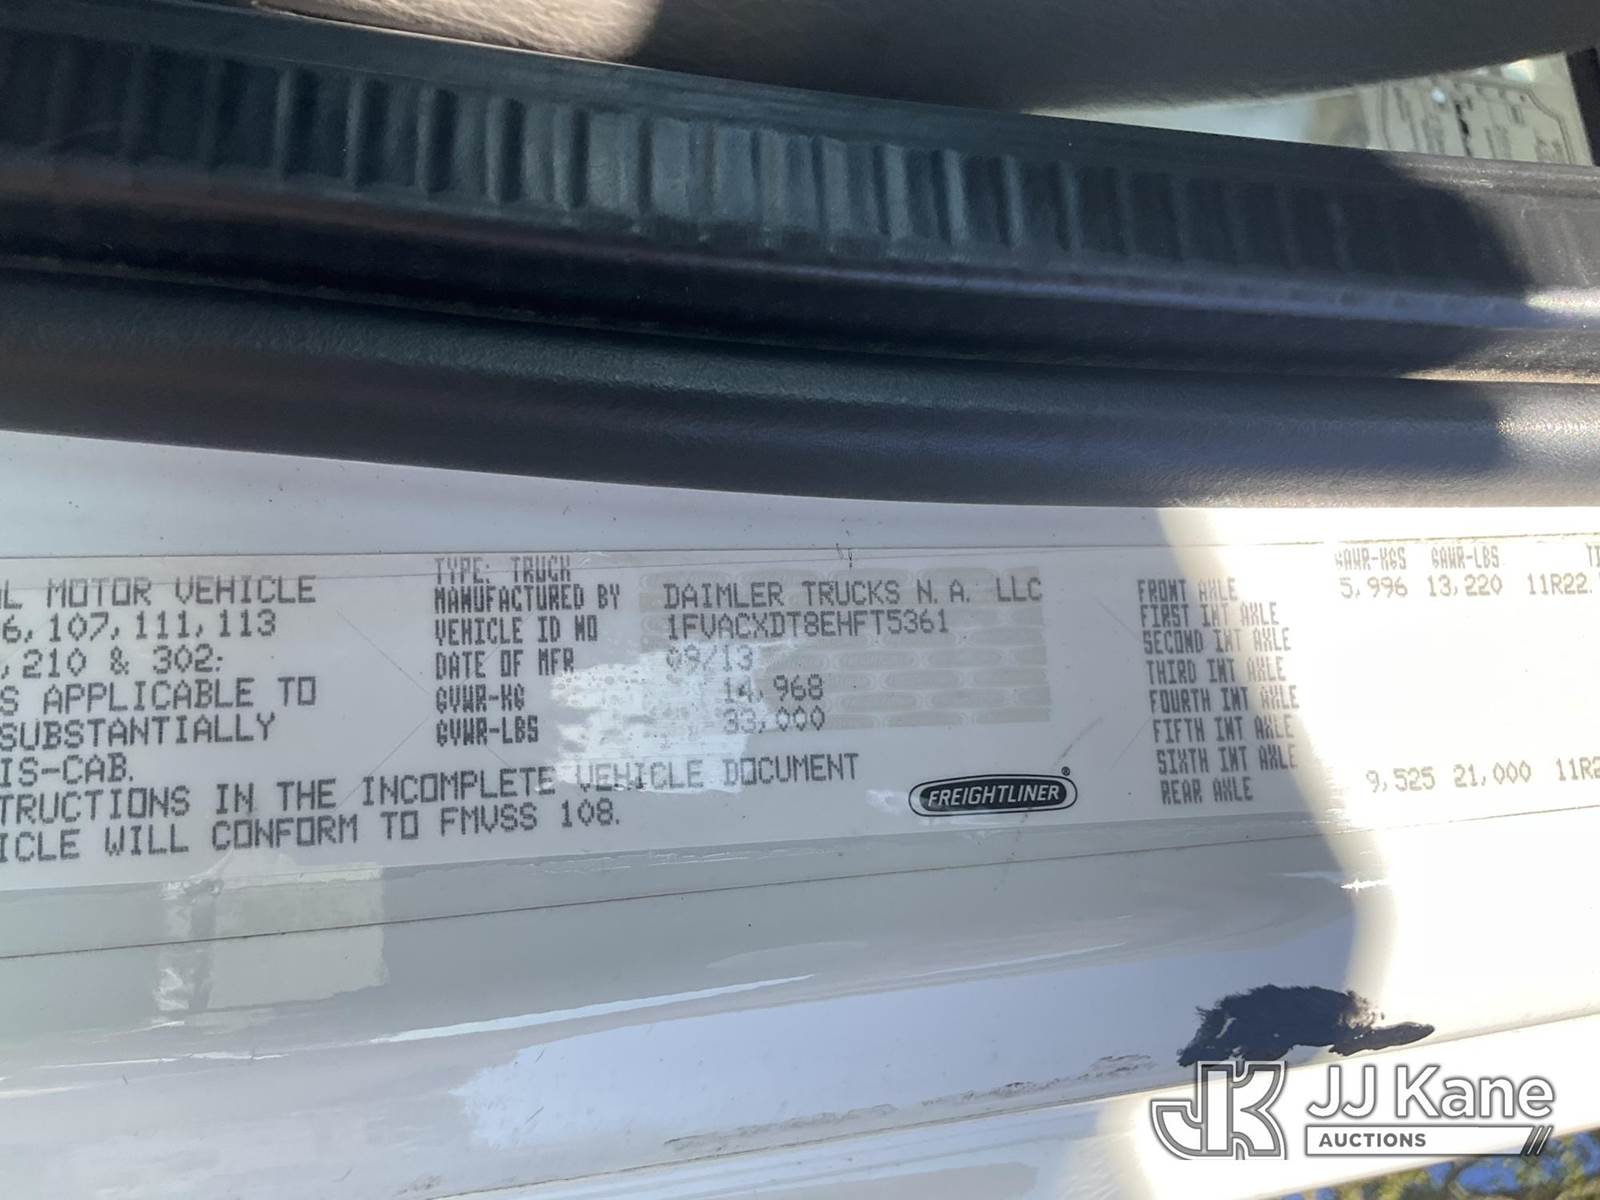 L MOTOR VEHICLE
6, 107, 111, 113
, 210 & 302:
S APPLICABLE TO
SUBSTANTIALLY
IS-CAB.
TRUCTIONS IN THE INCOMPLETE VEHICLE DOCUMENT
ICLE WILL CONFORM TO FMVSS 108.
TYPE: TRUCK
MANUFACTURED BY DAIMLER TRUCKS N. A. LLC
VEHICLE ID NO 1FVACXDT8EHFT5361
DATE OF MFR 09/13
GVWR-KG 14,968
GVWR-LBS 33,000
FREIGHTLINER®
GAWR-KGS GAWR-LBS TI
FRONT AXLE 5,996 13,220 11R22.
FIRST INT AXLE
SECOND INT AXLE
THIRD INT AXLE
FOURTH INT AXLE
FIFTH INT AXLE
SIXTH INT AXLE
REAR AXLE 9,525 21,000 11R2
JK JJ Kane
AUCTIONS